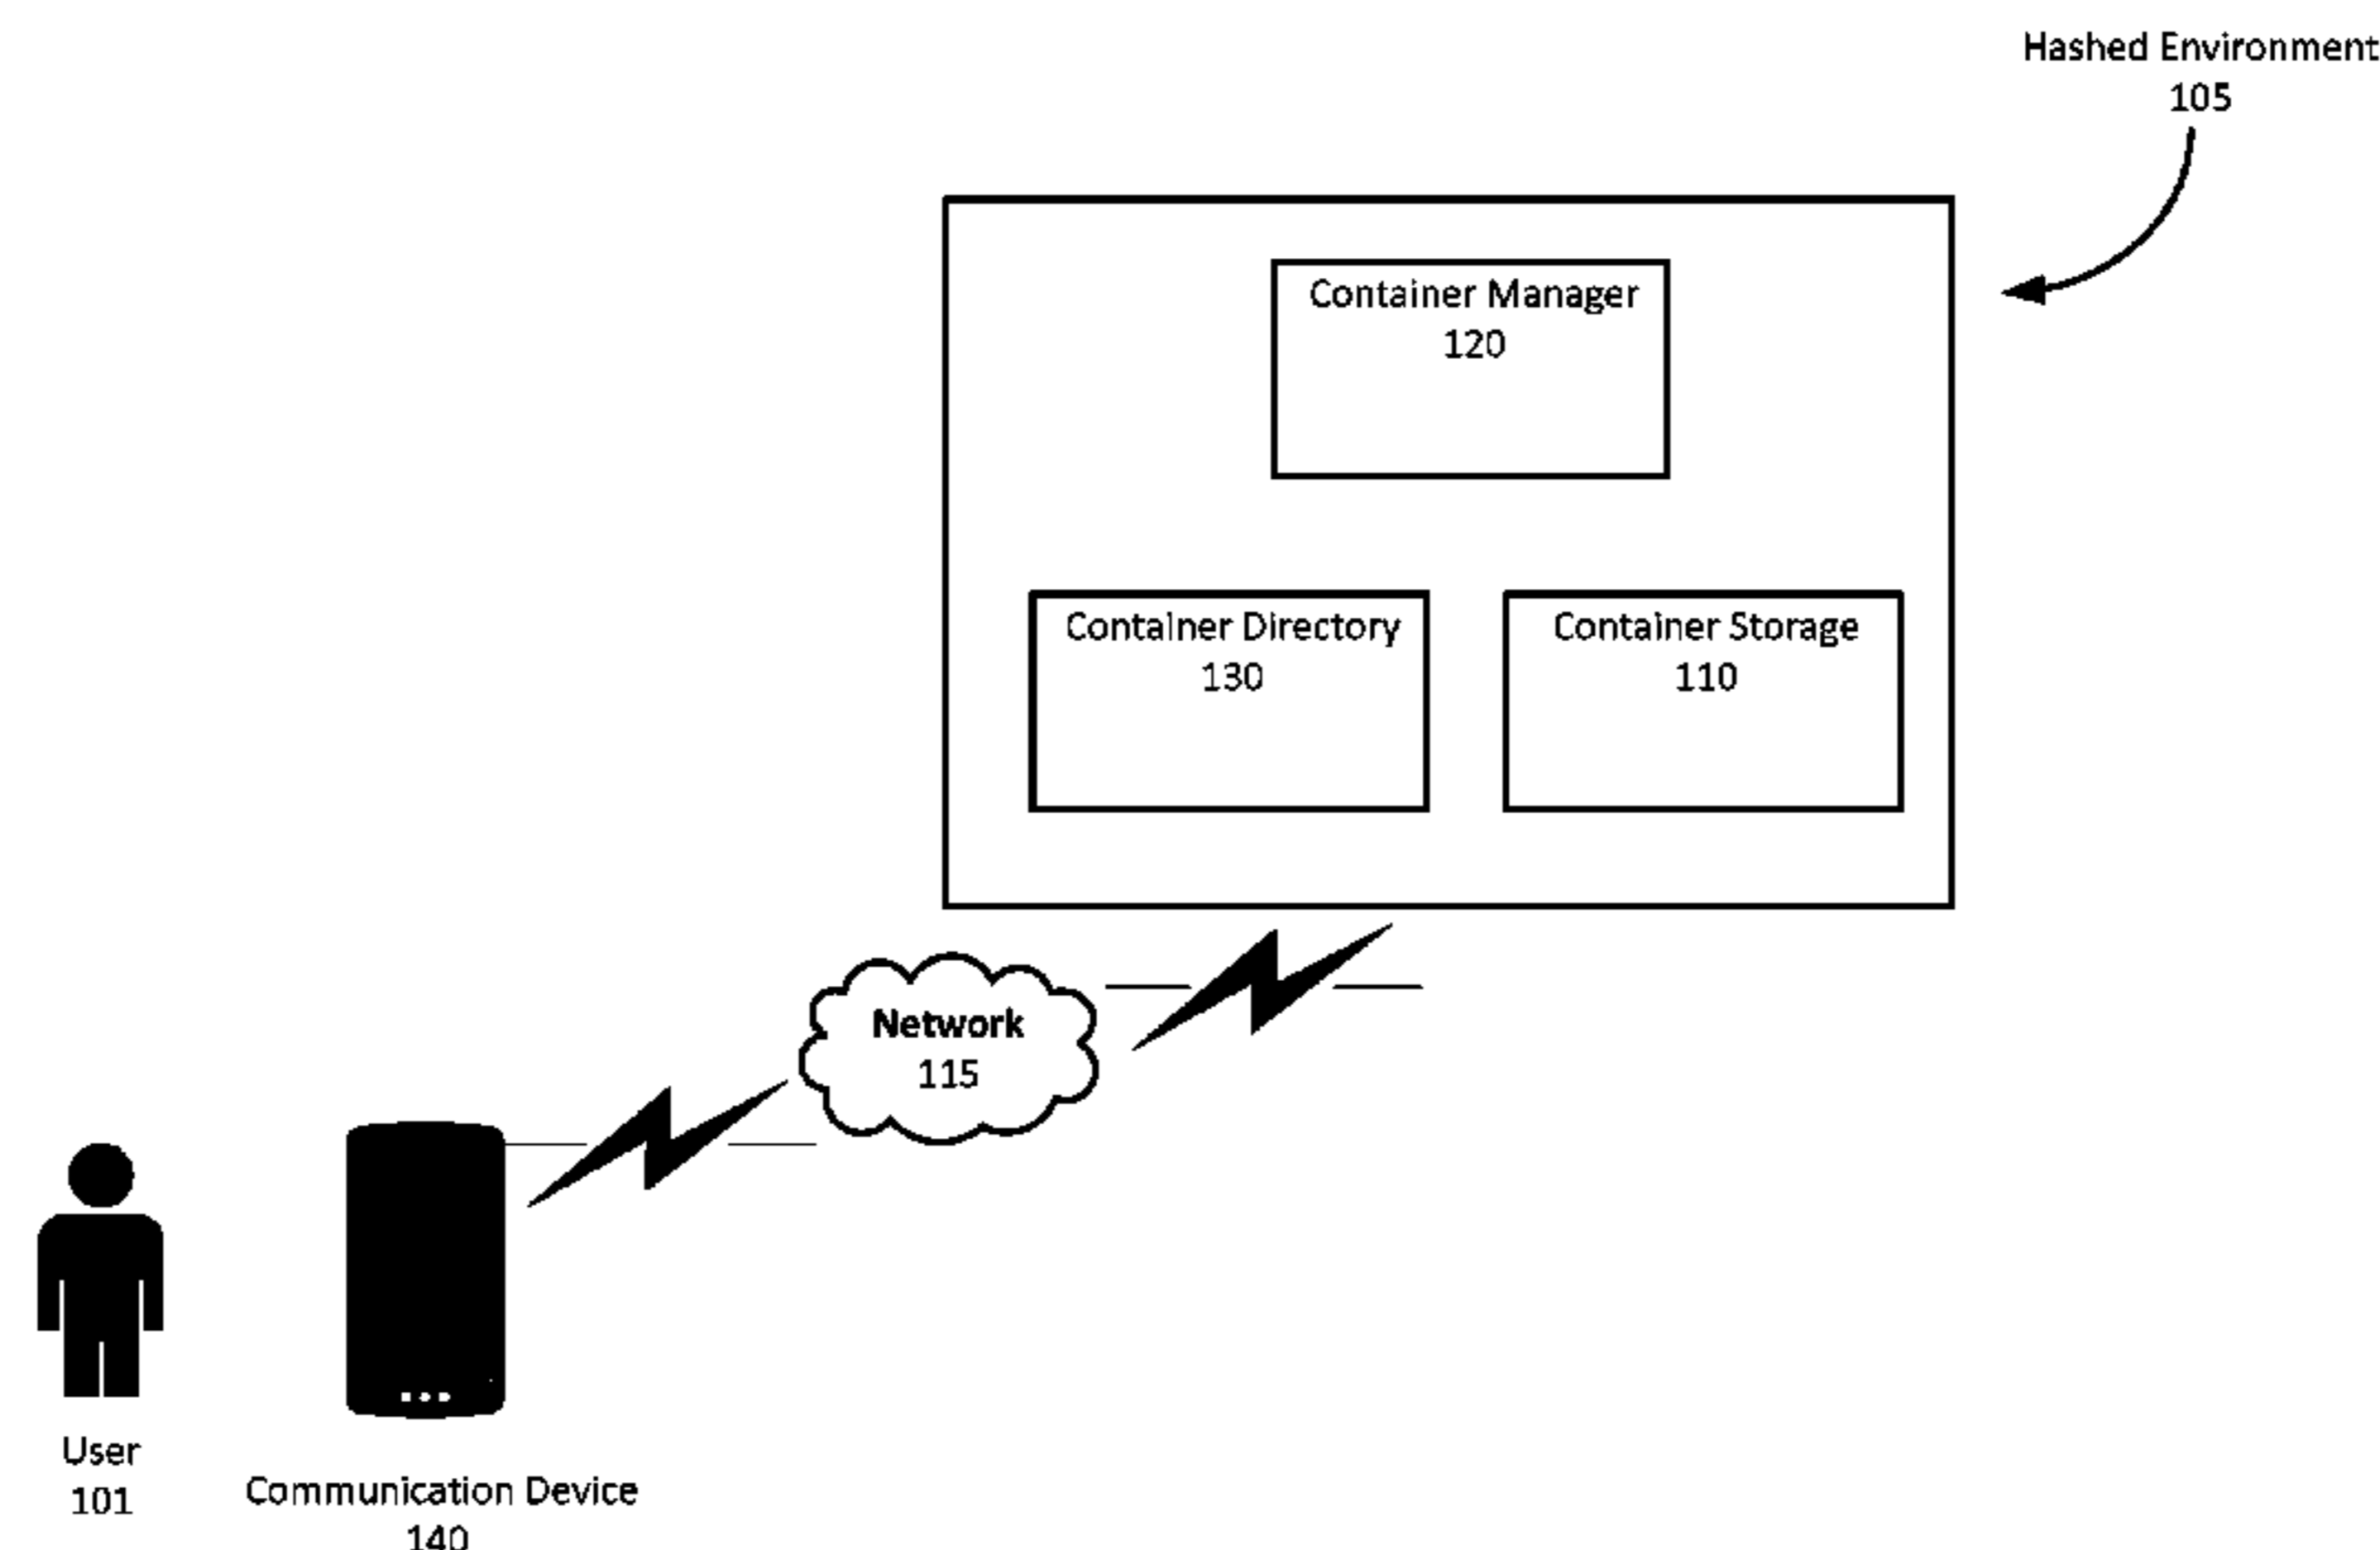 Hashed Environment
105
Container Manager
120
Container Directory
130
Container Storage
110
Network
115
User
101
Communication Device
140